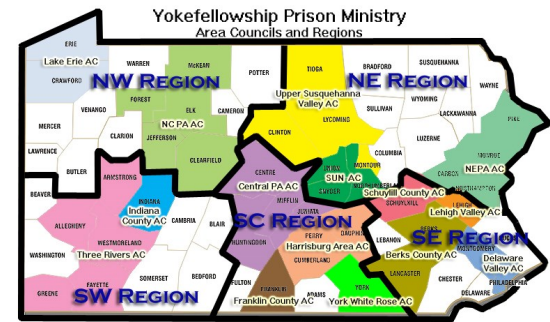 Yokefellowship Prison Ministry
Area Councils and Regions
ERIE
Lake Erie AC
CRAWFORD
WARREN
McKEAN
POTTER
NW REGION
FOREST
ELK
CAMERON
VENANGO
NC PA AC
MERCER
CLARION
JEFFERSON
LAWRENCE
CLEARFIELD
BUTLER
TIOGA
BRADFORD
SUSQUEHANNA
WAYNE
NE REGION
Upper Susquehanna
Valley AC
SULLIVAN
WYOMING
LACKAWANNA
LYCOMING
PIKE
CLINTON
LUZERNE
COLUMBIA
MONTOUR
MONROE
UNION
SUN AC
SNYDER
CARBON
NEPA AC
NORTHAMPTON
ARMSTRONG
BEAVER
INDIANA
Indiana
County AC
CAMBRIA
BLAIR
ALLEGHENY
WESTMORELAND
WASHINGTON
Three Rivers AC
FAYETTE
SOMERSET
BEDFORD
GREENE
SW REGION
CENTRE
Central PA AC
MIFFLIN
JUNIATA
SC REGION
HUNTINGDON
PERRY
DAUPHIN
Harrisburg Area AC
CUMBERLAND
FULTON
FRANKLIN
Franklin County AC
ADAMS
YORK
York White Rose AC
Schuylill County AC
SCHUYLKILL
LEHIGH
Lehigh Valley AC
LEBANON
BERKS
SE REGION
Berks County AC
MONTGOMERY
LANCASTER
Delaware
Valley AC
CHESTER
PHILADELPHIA
DELAWARE